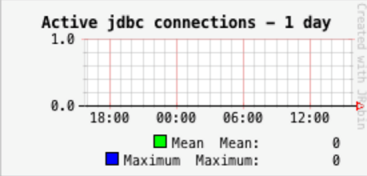 Active jdbc connections – 1 day
1.0
0.0
18:00 00:00 06:00 12:00
Mean Mean: 0
Maximum Maximum: 0
Created with JRobin